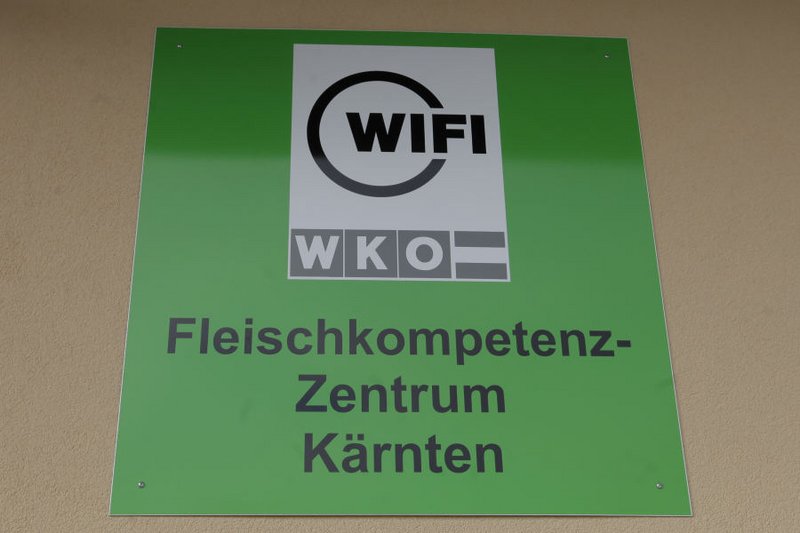 WIFI
WKO
Fleischkompetenz-
Zentrum
Kärnten